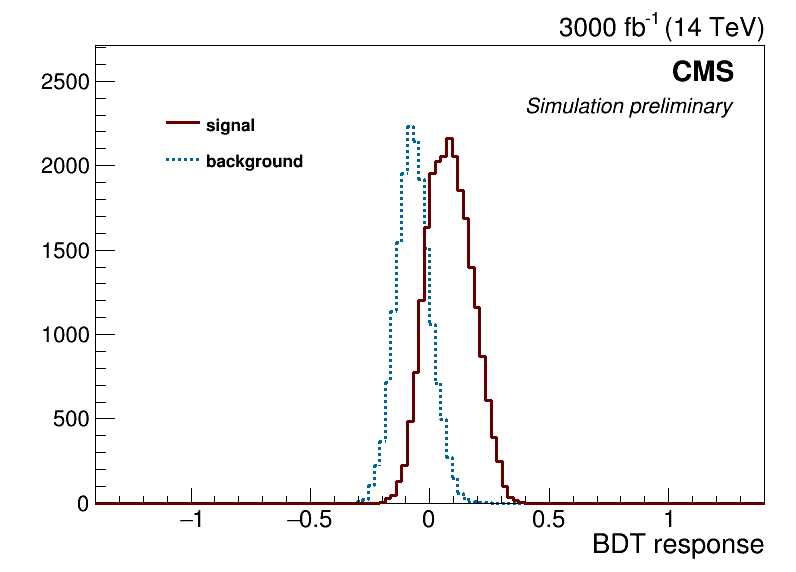 3000 fb⁻¹ (14 TeV)
CMS
Simulation preliminary
signal
background
2500
2000
1500
1000
500
0
−1 −0.5 0 0.5 1
BDT response